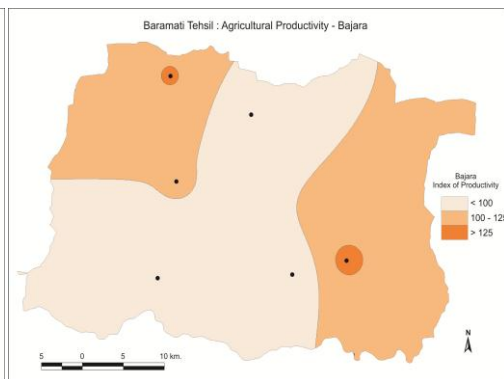 Baramati Tehsil : Agricultural Productivity - Bajara
Bajara
Index of Productivity
< 100
100 - 125
> 125
N
5 0 5 10 km.